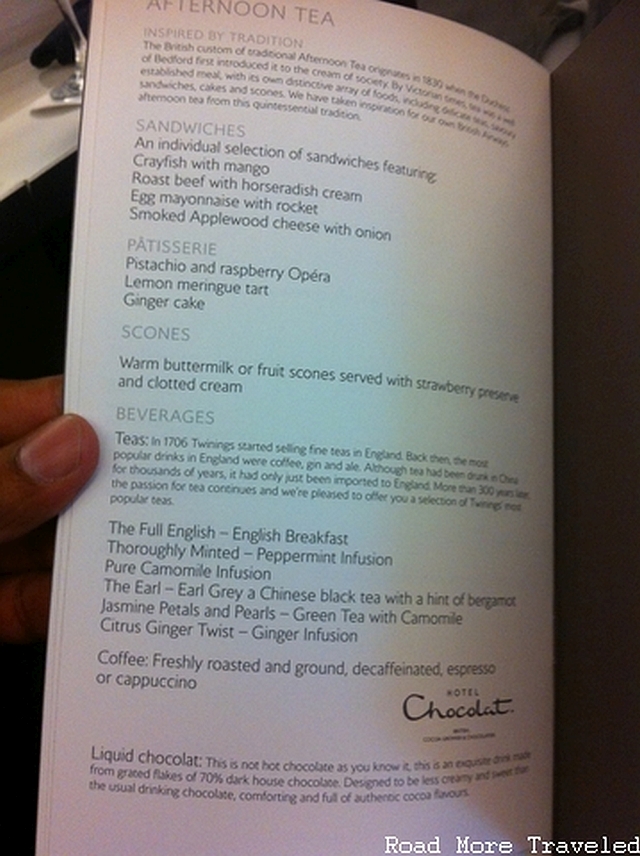 AFTERNOON TEA
INSPIRED BY TRADITION
The British custom of traditional Afternoon Tea originates in 1830 when the Duchess
of Bedford first introduced it to the cream of society. By Victorian times, tea was a well
established meal, with its own distinctive array of foods, including delicate teas, savoury
sandwiches, cakes and scones. We have taken inspiration for our own British Airways
afternoon tea from this quintessential tradition.
SANDWICHES
An individual selection of sandwiches featuring:
Crayfish with mango
Roast beef with horseradish cream
Egg mayonnaise with rocket
Smoked Applewood cheese with onion
PÂTISSERIE
Pistachio and raspberry Opéra
Lemon meringue tart
Ginger cake
SCONES
Warm buttermilk or fruit scones served with strawberry preserve
and clotted cream
BEVERAGES
Teas: In 1706 Twinings started selling fine teas in England. Back then, the most
popular drinks in England were coffee, gin and ale. Although tea had been drunk in China
for thousands of years, it had only just been imported to England. More than 300 years later,
the passion for tea continues and we're pleased to offer you a selection of Twinings' most
popular teas.
The Full English – English Breakfast
Thoroughly Minted – Peppermint Infusion
Pure Camomile Infusion
The Earl – Earl Grey a Chinese black tea with a hint of bergamot
Jasmine Petals and Pearls – Green Tea with Camomile
Citrus Ginger Twist – Ginger Infusion
Coffee: Freshly roasted and ground, decaffeinated, espresso
or cappuccino
HOTEL
Chocolat.
Liquid chocolat: This is not hot chocolate as you know it, this is an exquisite drink made
from grated flakes of 70% dark house chocolate. Designed to be less creamy and sweet than
the usual drinking chocolate, comforting and full of authentic cocoa flavours.
Road More Traveled